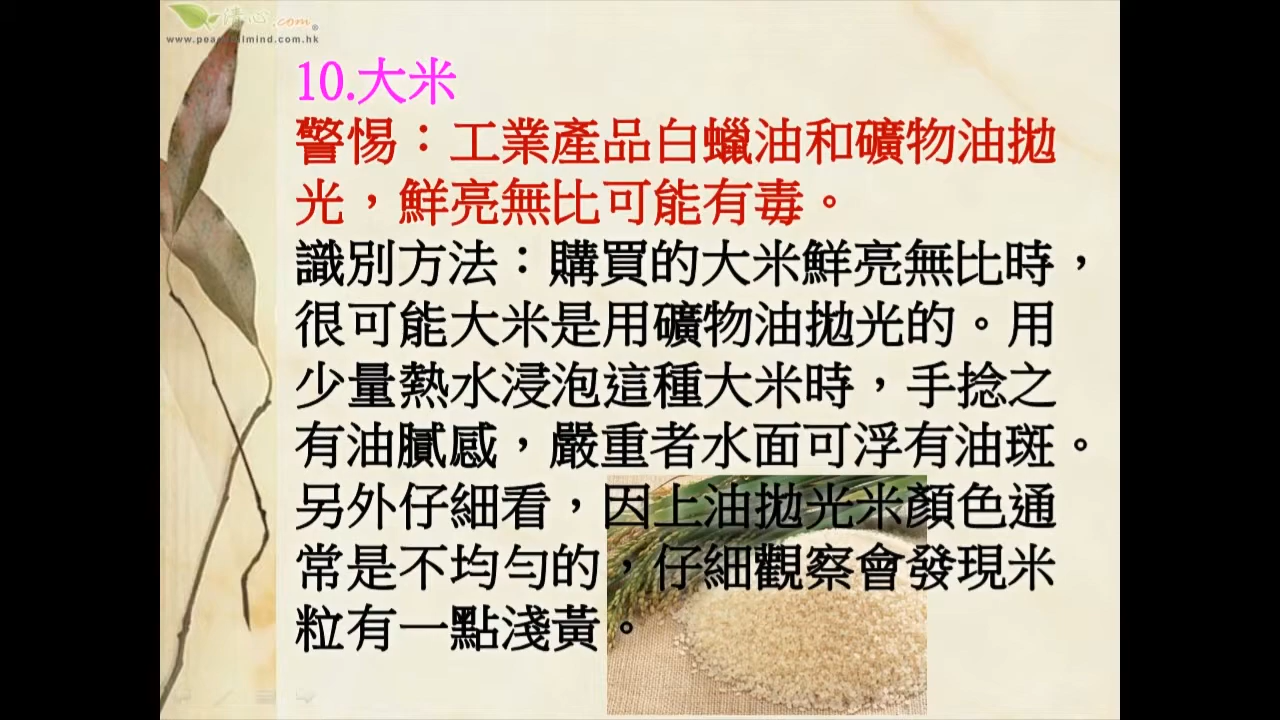 清心.com®
www.peacefulmind.com.hk
10.大米
警惕：工業產品白蠟油和礦物油拋
光，鮮亮無比可能有毒。
識別方法：購買的大米鮮亮無比時，
很可能大米是用礦物油拋光的。用
少量熱水浸泡這種大米時，手捻之
有油膩感，嚴重者水面可浮有油斑。
另外仔細看，因上油拋光米顏色通
常是不均勻的，仔細觀察會發現米
粒有一點淺黃。